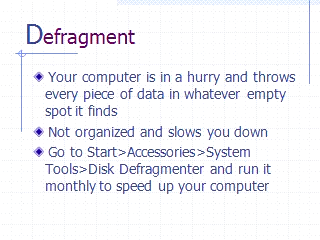 Defragment
Your computer is in a hurry and throws
every piece of data in whatever empty
spot it finds
Not organized and slows you down
Go to Start>Accessories>System
Tools>Disk Defragmenter and run it
monthly to speed up your computer